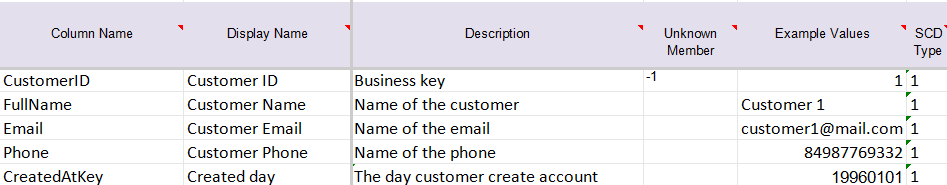 Column Name Display Name Description Unknown Member Example Values SCD Type
CustomerID Customer ID Business key -1 1 1
FullName Customer Name Name of the customer Customer 1 1
Email Customer Email Name of the email customer1@mail.com 1
Phone Customer Phone Name of the phone 84987769332 1
CreatedAtKey Created day The day customer create account 19960101 1